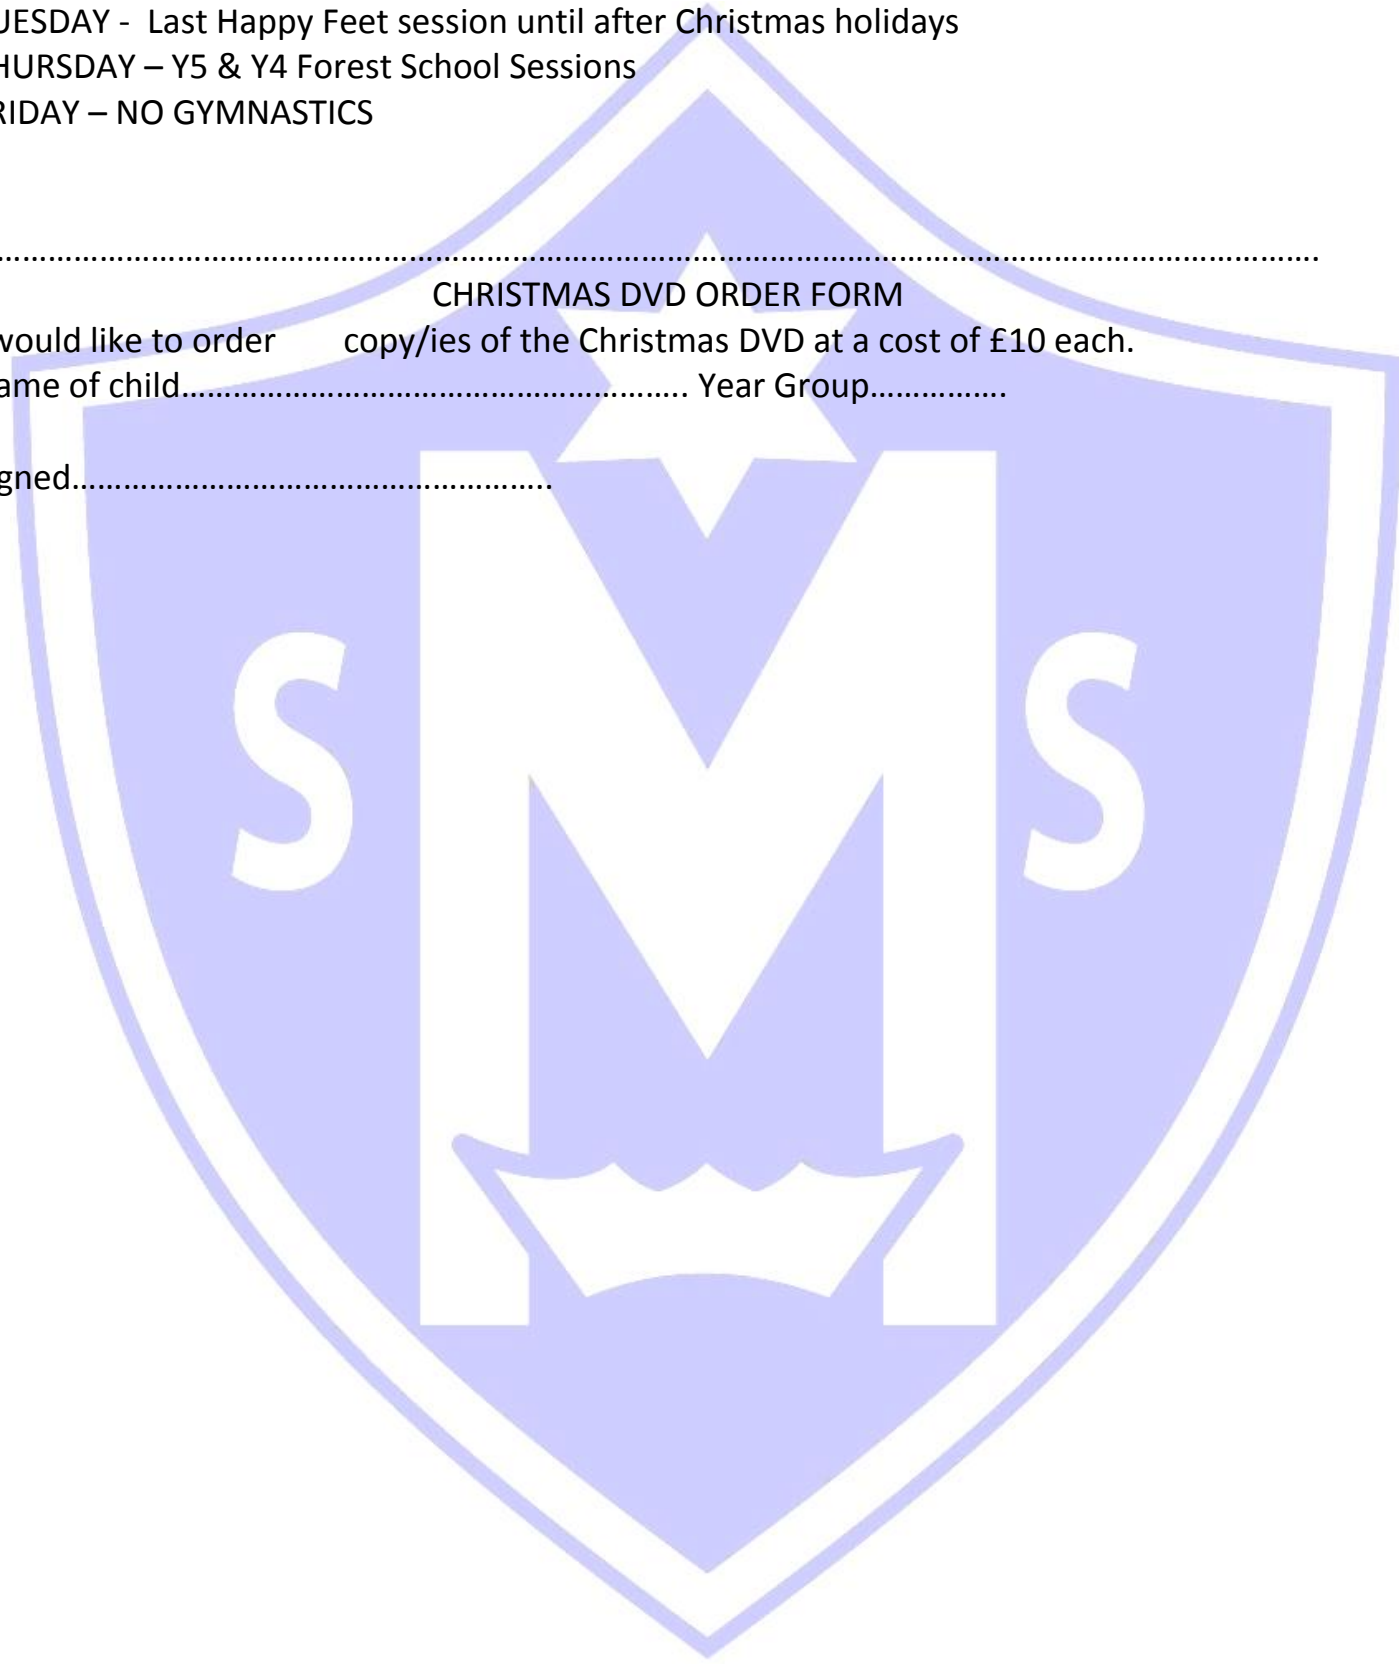 UESDAY -  Last Happy Feet session until after Christmas holidays
HURSDAY – Y5 & Y4 Forest School Sessions
RIDAY – NO GYMNASTICS
……………………………………………………………………………………………………………………………………….
CHRISTMAS DVD ORDER FORM
would like to order copy/ies of the Christmas DVD at a cost of £10 each.
ame of child………………………………………………….. Year Group…………….
gned………………………………………………..
S M S